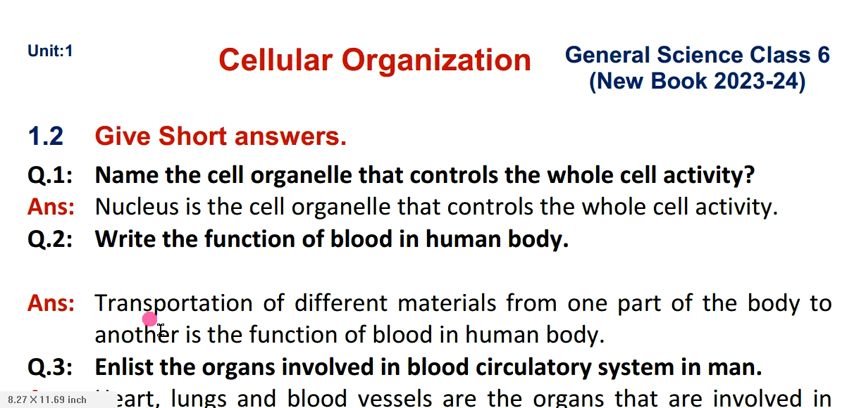 Unit:1
Cellular Organization
General Science Class 6
(New Book 2023-24)
1.2 Give Short answers.
Q.1: Name the cell organelle that controls the whole cell activity?
Ans: Nucleus is the cell organelle that controls the whole cell activity.
Q.2: Write the function of blood in human body.
Ans: Transportation of different materials from one part of the body to
another is the function of blood in human body.
Q.3: Enlist the organs involved in blood circulatory system in man.
Heart, lungs and blood vessels are the organs that are involved in
8.27 X 11.69 inch